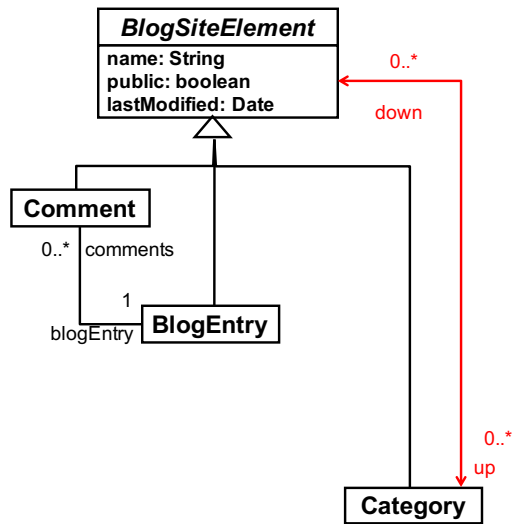 BlogSiteElement
name: String
public: boolean
lastModified: Date
0..*
down
Comment
0..* comments
1
blogEntry
BlogEntry
0..*
up
Category